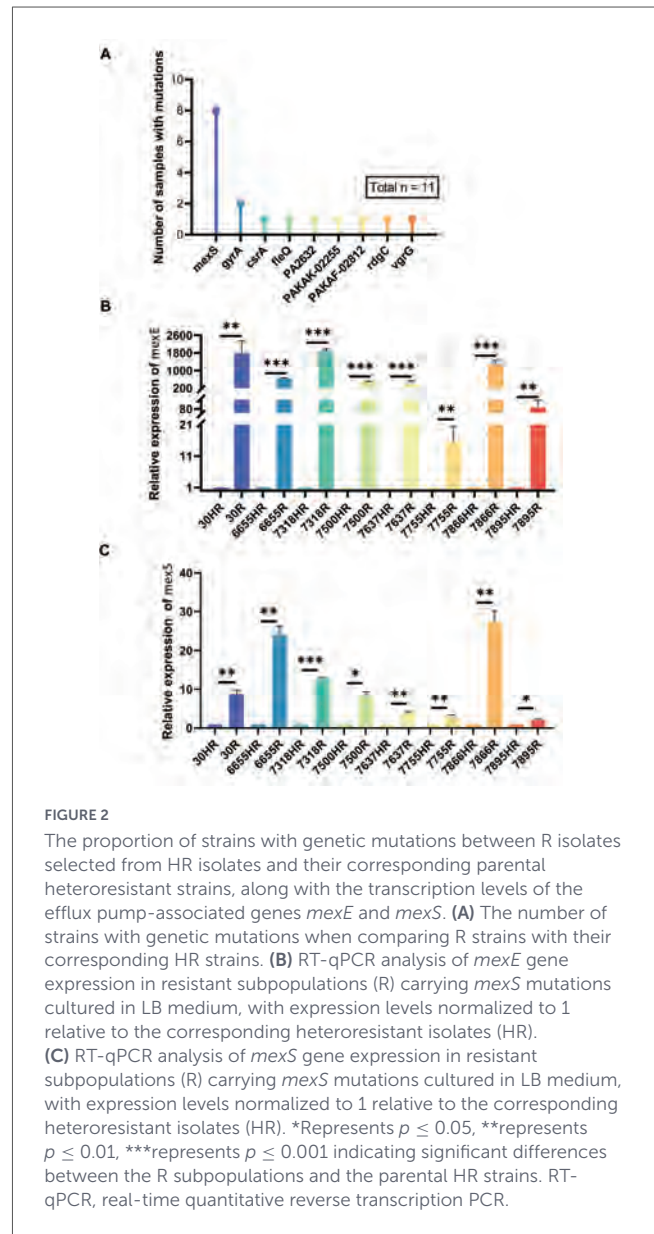 A
Number of samples with mutations
10
8
6
4
2
0
Total n = 11
mexS
gyrA
csrA
fleQ
PA2632
PAKAK-02255
PAKAF-02812
rdgC
vgrG
B
Relative expression of mexE
2600
1800
1000
200
80
21
11
1
** *** *** *** *** ** *** **
30HR
30R
6655HR
6655R
7318HR
7318R
7500HR
7500R
7637HR
7637R
7755HR
7755R
7866HR
7866R
7895HR
7895R
C
Relative expression of mexS
40
30
20
10
0
** ** *** * ** ** ** *
30HR
30R
6655HR
6655R
7318HR
7318R
7500HR
7500R
7637HR
7637R
7755HR
7755R
7866HR
7866R
7895HR
7895R
FIGURE 2
The proportion of strains with genetic mutations between R isolates
selected from HR isolates and their corresponding parental
heteroresistant strains, along with the transcription levels of the
efflux pump-associated genes mexE and mexS. (A) The number of
strains with genetic mutations when comparing R strains with their
corresponding HR strains. (B) RT-qPCR analysis of mexE gene
expression in resistant subpopulations (R) carrying mexS mutations
cultured in LB medium, with expression levels normalized to 1
relative to the corresponding heteroresistant isolates (HR).
(C) RT-qPCR analysis of mexS gene expression in resistant
subpopulations (R) carrying mexS mutations cultured in LB medium,
with expression levels normalized to 1 relative to the corresponding
heteroresistant isolates (HR). *Represents p ≤ 0.05, **represents
p ≤ 0.01, ***represents p ≤ 0.001 indicating significant differences
between the R subpopulations and the parental HR strains. RT-
qPCR, real-time quantitative reverse transcription PCR.